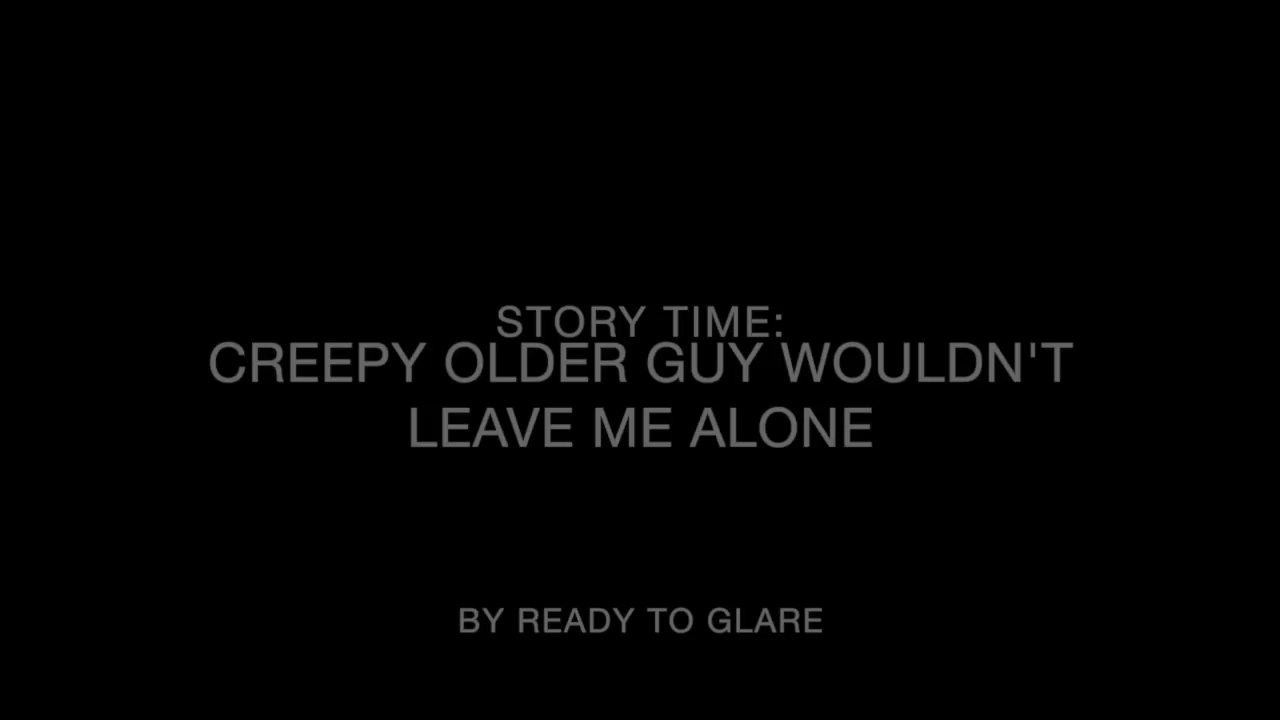 STORY TIME:
CREEPY OLDER GUY WOULDN'T
LEAVE ME ALONE
BY READY TO GLARE